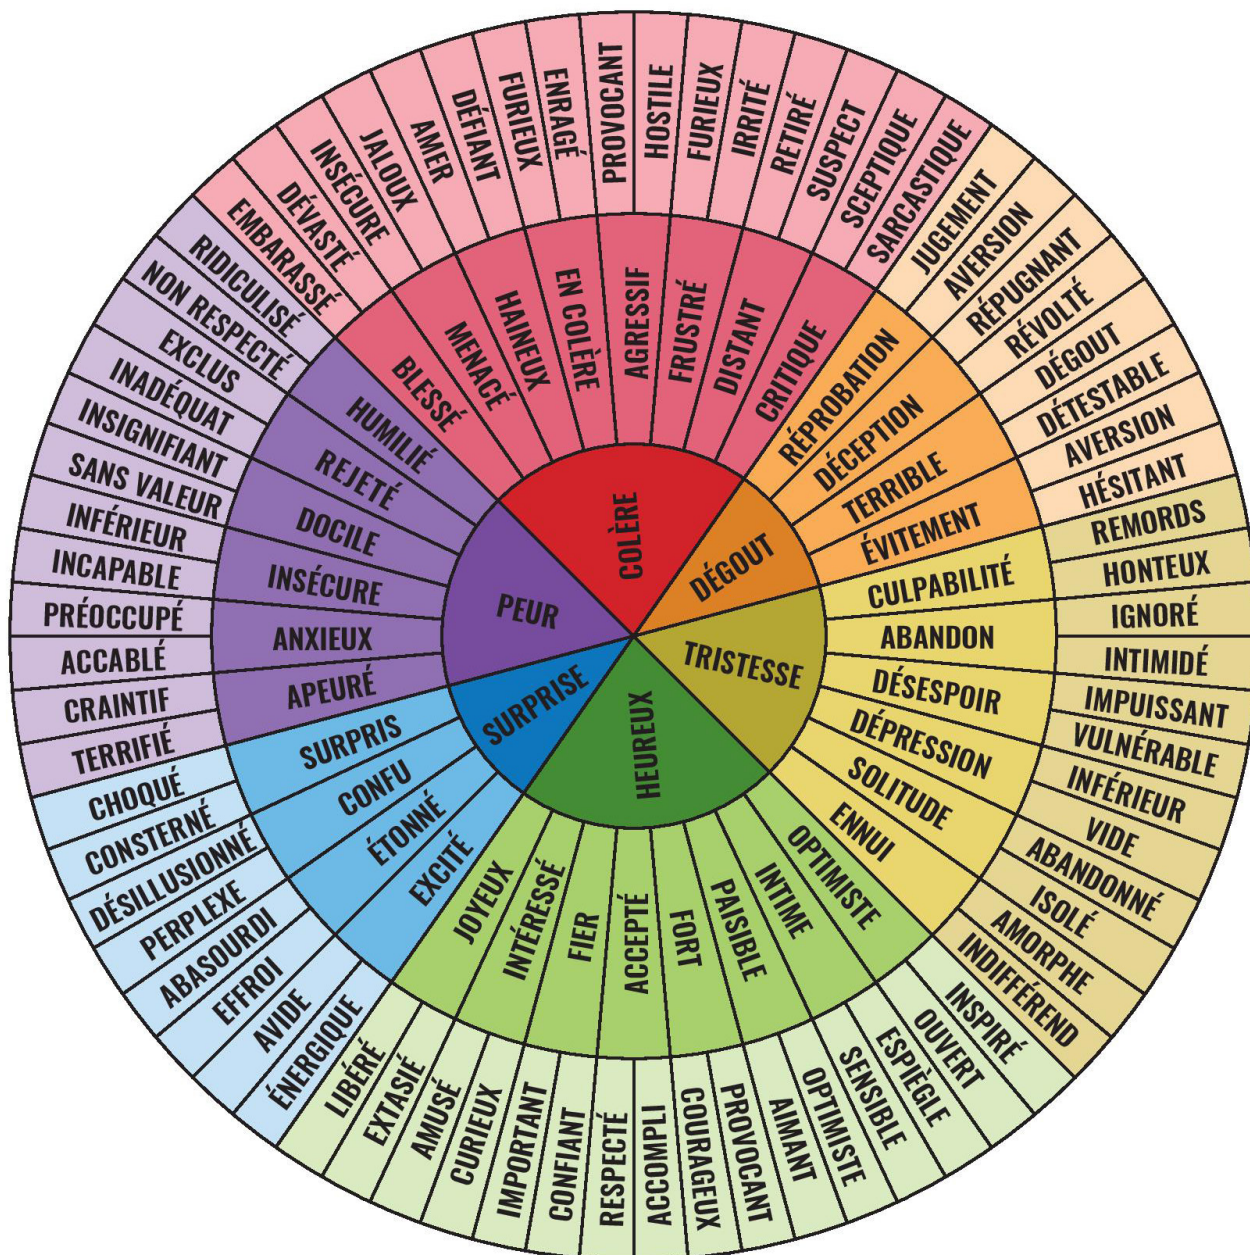 COLÈRE
DÉGOUT
TRISTESSE
HEUREUX
SURPRISE
PEUR
BLESSÉ
MENACÉ
HAINEUX
EN COLÈRE
AGRESSIF
FRUSTRÉ
DISTANT
CRITIQUE
RÉPROBATION
DÉCEPTION
TERRIBLE
ÉVITEMENT
CULPABILITÉ
ABANDON
DÉSESPOIR
DÉPRESSION
SOLITUDE
ENNUI
OPTIMISTE
INTIME
PAISIBLE
FORT
ACCEPTÉ
FIER
INTÉRESSÉ
JOYEUX
EXCITÉ
ÉTONNÉ
CONFU
SURPRIS
APEURÉ
ANXIEUX
INSÉCURE
DOCILE
REJETÉ
HUMILIÉ
EMBARASSÉ
DÉVASTÉ
INSÉCURE
JALOUX
AMER
DÉFIANT
FURIEUX
ENRAGÉ
PROVOCANT
HOSTILE
FURIEUX
IRRITÉ
RETIRÉ
SUSPECT
SCEPTIQUE
SARCASTIQUE
JUGEMENT
AVERSION
RÉPUGNANT
RÉVOLTÉ
DÉGOUT
DÉTESTABLE
AVERSION
HÉSITANT
REMORDS
HONTEUX
IGNORÉ
INTIMIDÉ
IMPUISSANT
VULNÉRABLE
INFÉRIEUR
VIDE
ABANDONNÉ
ISOLÉ
AMORPHE
INDIFFÉREND
INSPIRÉ
OUVERT
ESPIÈGLE
SENSIBLE
OPTIMISTE
AIMANT
PROVOCANT
COURAGEUX
ACCOMPLI
RESPECTÉ
CONFIANT
IMPORTANT
CURIEUX
AMUSÉ
EXTASIÉ
LIBÉRÉ
ÉNERGIQUE
AVIDE
EFFROI
ABASOURDI
PERPLEXE
DÉSILLUSIONNÉ
CONSTERNÉ
CHOQUÉ
TERRIFIÉ
CRAINTIF
ACCABLÉ
PRÉOCCUPÉ
INCAPABLE
INFÉRIEUR
SANS VALEUR
INSIGNIFIANT
INADÉQUAT
EXCLUS
NON RESPECTÉ
RIDICULISÉ